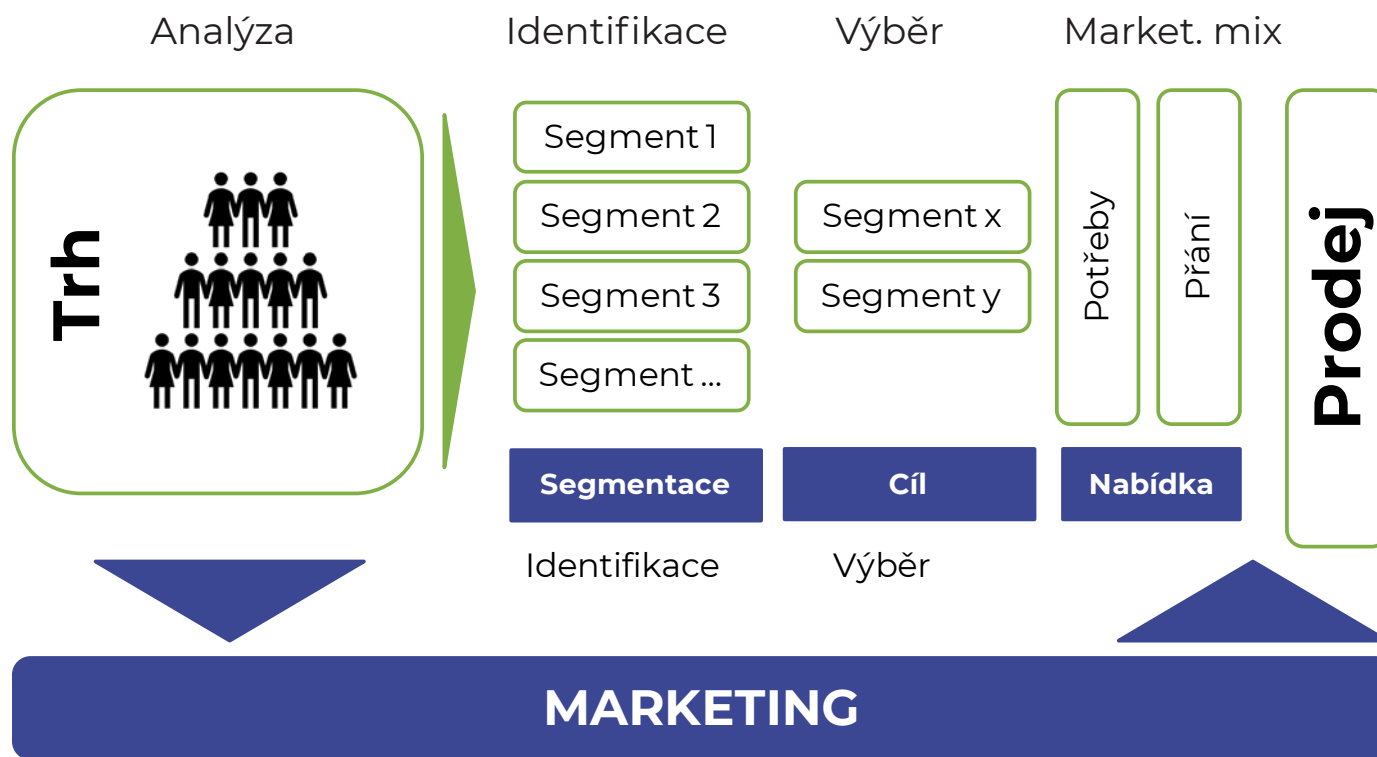 Analýza
Identifikace
Výběr
Market. mix
Trh
Segment 1
Segment 2
Segment 3
Segment ...
Segment x
Segment y
Potřeby
Přání
Prodej
Segmentace
Cíl
Nabídka
Identifikace
Výběr
MARKETING